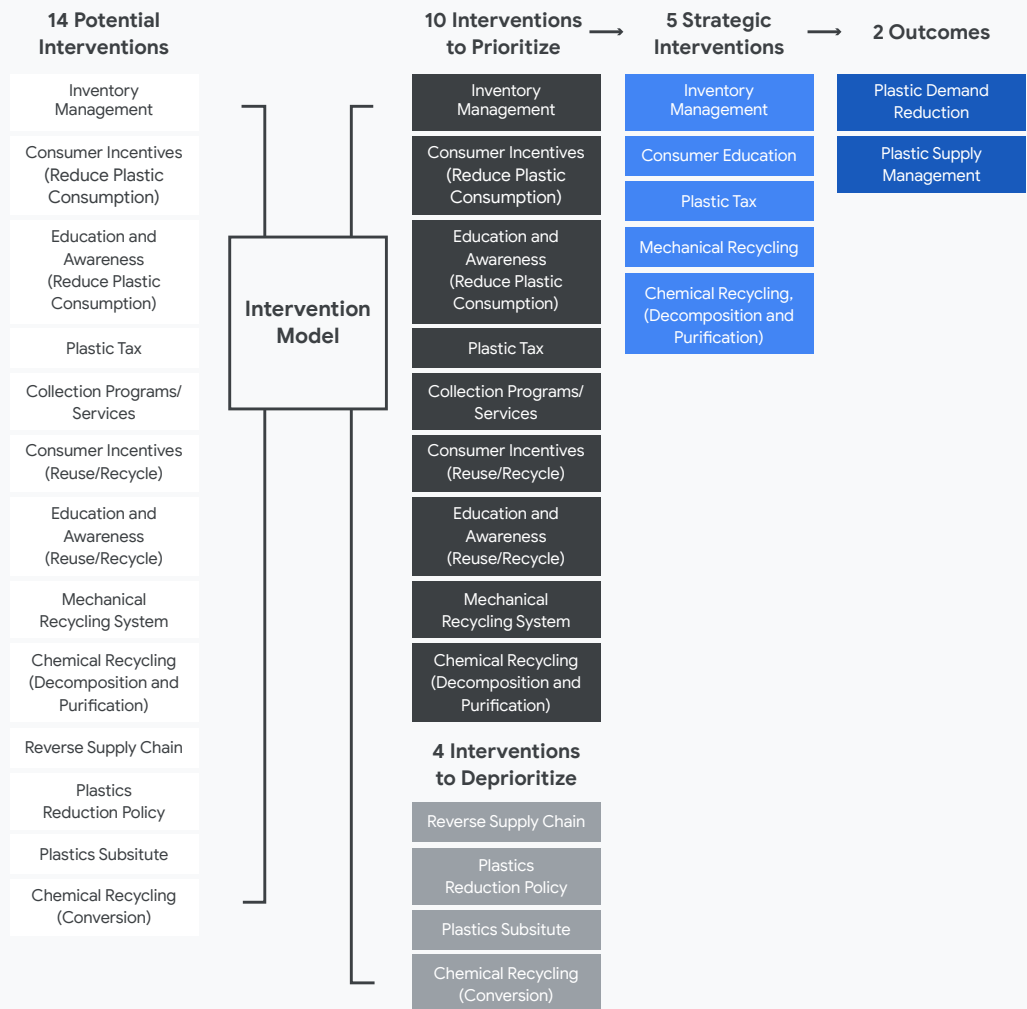 14 Potential
Interventions
Inventory
Management
Consumer Incentives
(Reduce Plastic
Consumption)
Education and
Awareness
(Reduce Plastic
Consumption)
Plastic Tax
Collection Programs/
Services
Consumer Incentives
(Reuse/Recycle)
Education and
Awareness
(Reuse/Recycle)
Mechanical
Recycling System
Chemical Recycling
(Decomposition and
Purification)
Reverse Supply Chain
Plastics
Reduction Policy
Plastics Subsitute
Chemical Recycling
(Conversion)
Intervention
Model
10 Interventions
to Prioritize
Inventory
Management
Consumer Incentives
(Reduce Plastic
Consumption)
Education and
Awareness
(Reduce Plastic
Consumption)
Plastic Tax
Collection Programs/
Services
Consumer Incentives
(Reuse/Recycle)
Education and
Awareness
(Reuse/Recycle)
Mechanical
Recycling System
Chemical Recycling
(Decomposition and
Purification)
4 Interventions
to Deprioritize
Reverse Supply Chain
Plastics
Reduction Policy
Plastics Subsitute
Chemical Recycling
(Conversion)
5 Strategic
Interventions
Inventory
Management
Consumer Education
Plastic Tax
Mechanical Recycling
Chemical Recycling,
(Decomposition and
Purification)
2 Outcomes
Plastic Demand
Reduction
Plastic Supply
Management